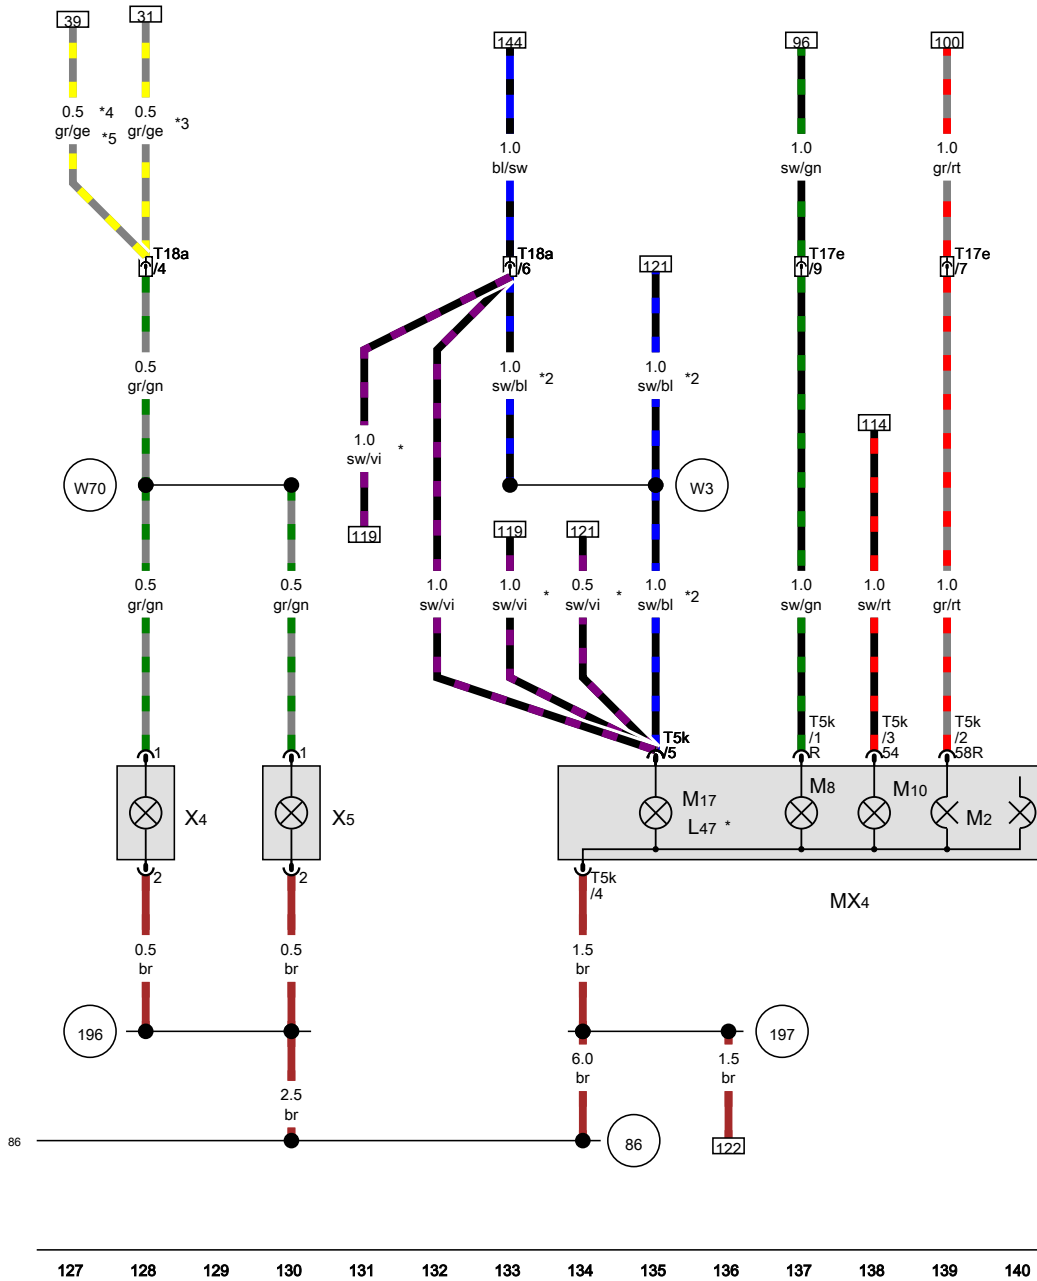 39
31
144
96
100
0.5
gr/ge
*4
*5
0.5
gr/ge
*3
1.0
bl/sw
1.0
sw/gn
1.0
gr/rt
T18a
/4
T18a
/6
121
T17e
/9
T17e
/7
0.5
gr/gn
1.0
sw/bl
*2
1.0
sw/bl
*2
114
1.0
sw/vi
*
W70
W3
119
119
121
0.5
gr/gn
0.5
gr/gn
1.0
sw/vi
1.0
sw/vi
*
0.5
sw/vi
*
1.0
sw/bl
*2
1.0
sw/gn
1.0
sw/rt
1.0
gr/rt
1
1
T5k
/5
T5k
/1
R
T5k
/3
54
T5k
/2
58R
X4
X5
M17
L47 *
M8
M10
M2
2
2
T5k
/4
MX4
0.5
br
0.5
br
1.5
br
196
197
2.5
br
6.0
br
1.5
br
86
86
122
127 128 129 130 131 132 133 134 135 136 137 138 139 140